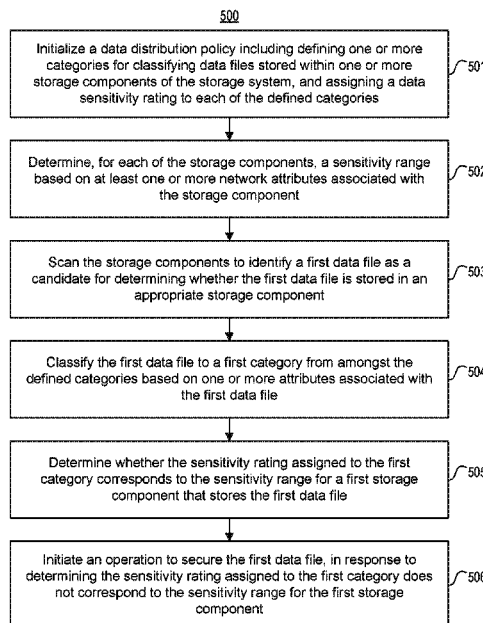 500
Initialize a data distribution policy including defining one or more
categories for classifying data files stored within one or more
storage components of the storage system, and assigning a data
sensitivity rating to each of the defined categories
501
Determine, for each of the storage components, a sensitivity range
based on at least one or more network attributes associated with
the storage component
502
Scan the storage components to identify a first data file as a
candidate for determining whether the first data file is stored in an
appropriate storage component
503
Classify the first data file to a first category from amongst the
defined categories based on one or more attributes associated with
the first data file
504
Determine whether the sensitivity rating assigned to the first
category corresponds to the sensitivity range for a first storage
component that stores the first data file
505
Initiate an operation to secure the first data file, in response to
determining the sensitivity rating assigned to the first category does
not correspond to the sensitivity range for the first storage
component
506